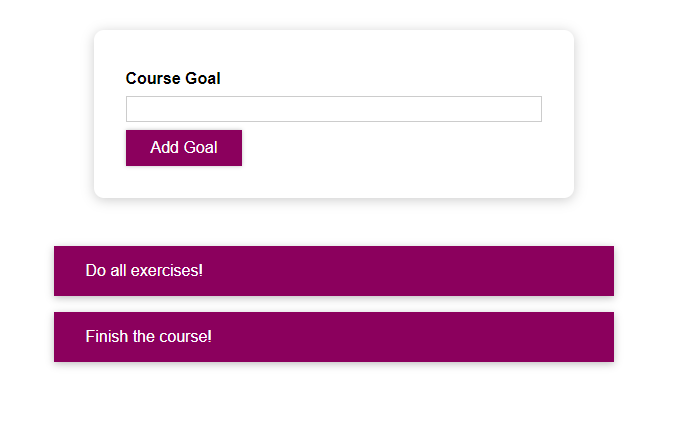 Course Goal
Add Goal
Do all exercises!
Finish the course!